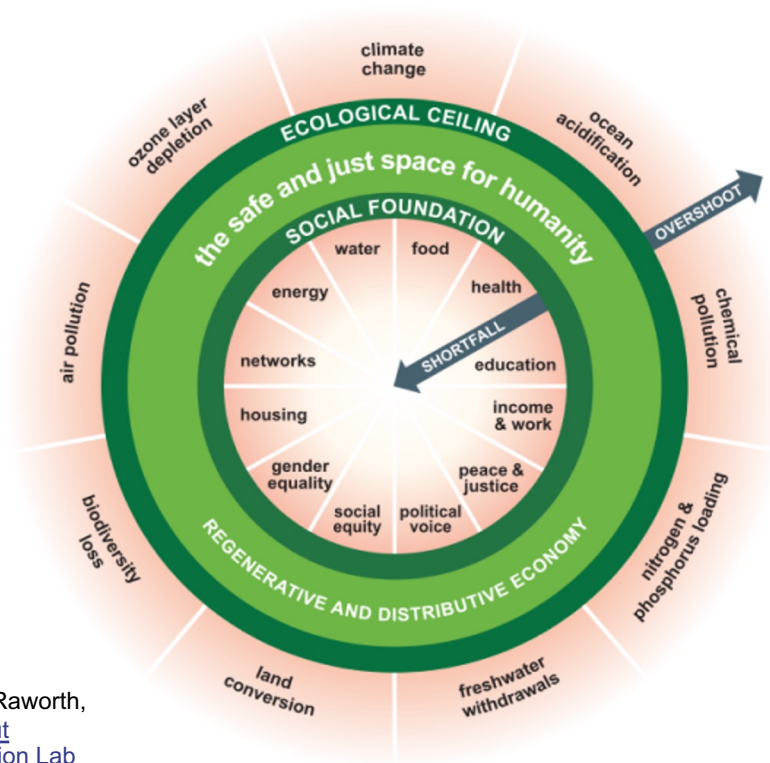 climate
change
ocean
acidification
chemical
pollution
nitrogen &
phosphorus loading
freshwater
withdrawals
land
conversion
biodiversity
loss
air pollution
ozone layer
depletion
ECOLOGICAL CEILING
the safe and just space for humanity
SOCIAL FOUNDATION
OVERSHOOT
water
food
energy
health
SHORTFALL
networks
education
housing
income
& work
gender
equality
peace &
justice
social
equity
political
voice
REGENERATIVE AND DISTRIBUTIVE ECONOMY
Raworth,
ion Lab